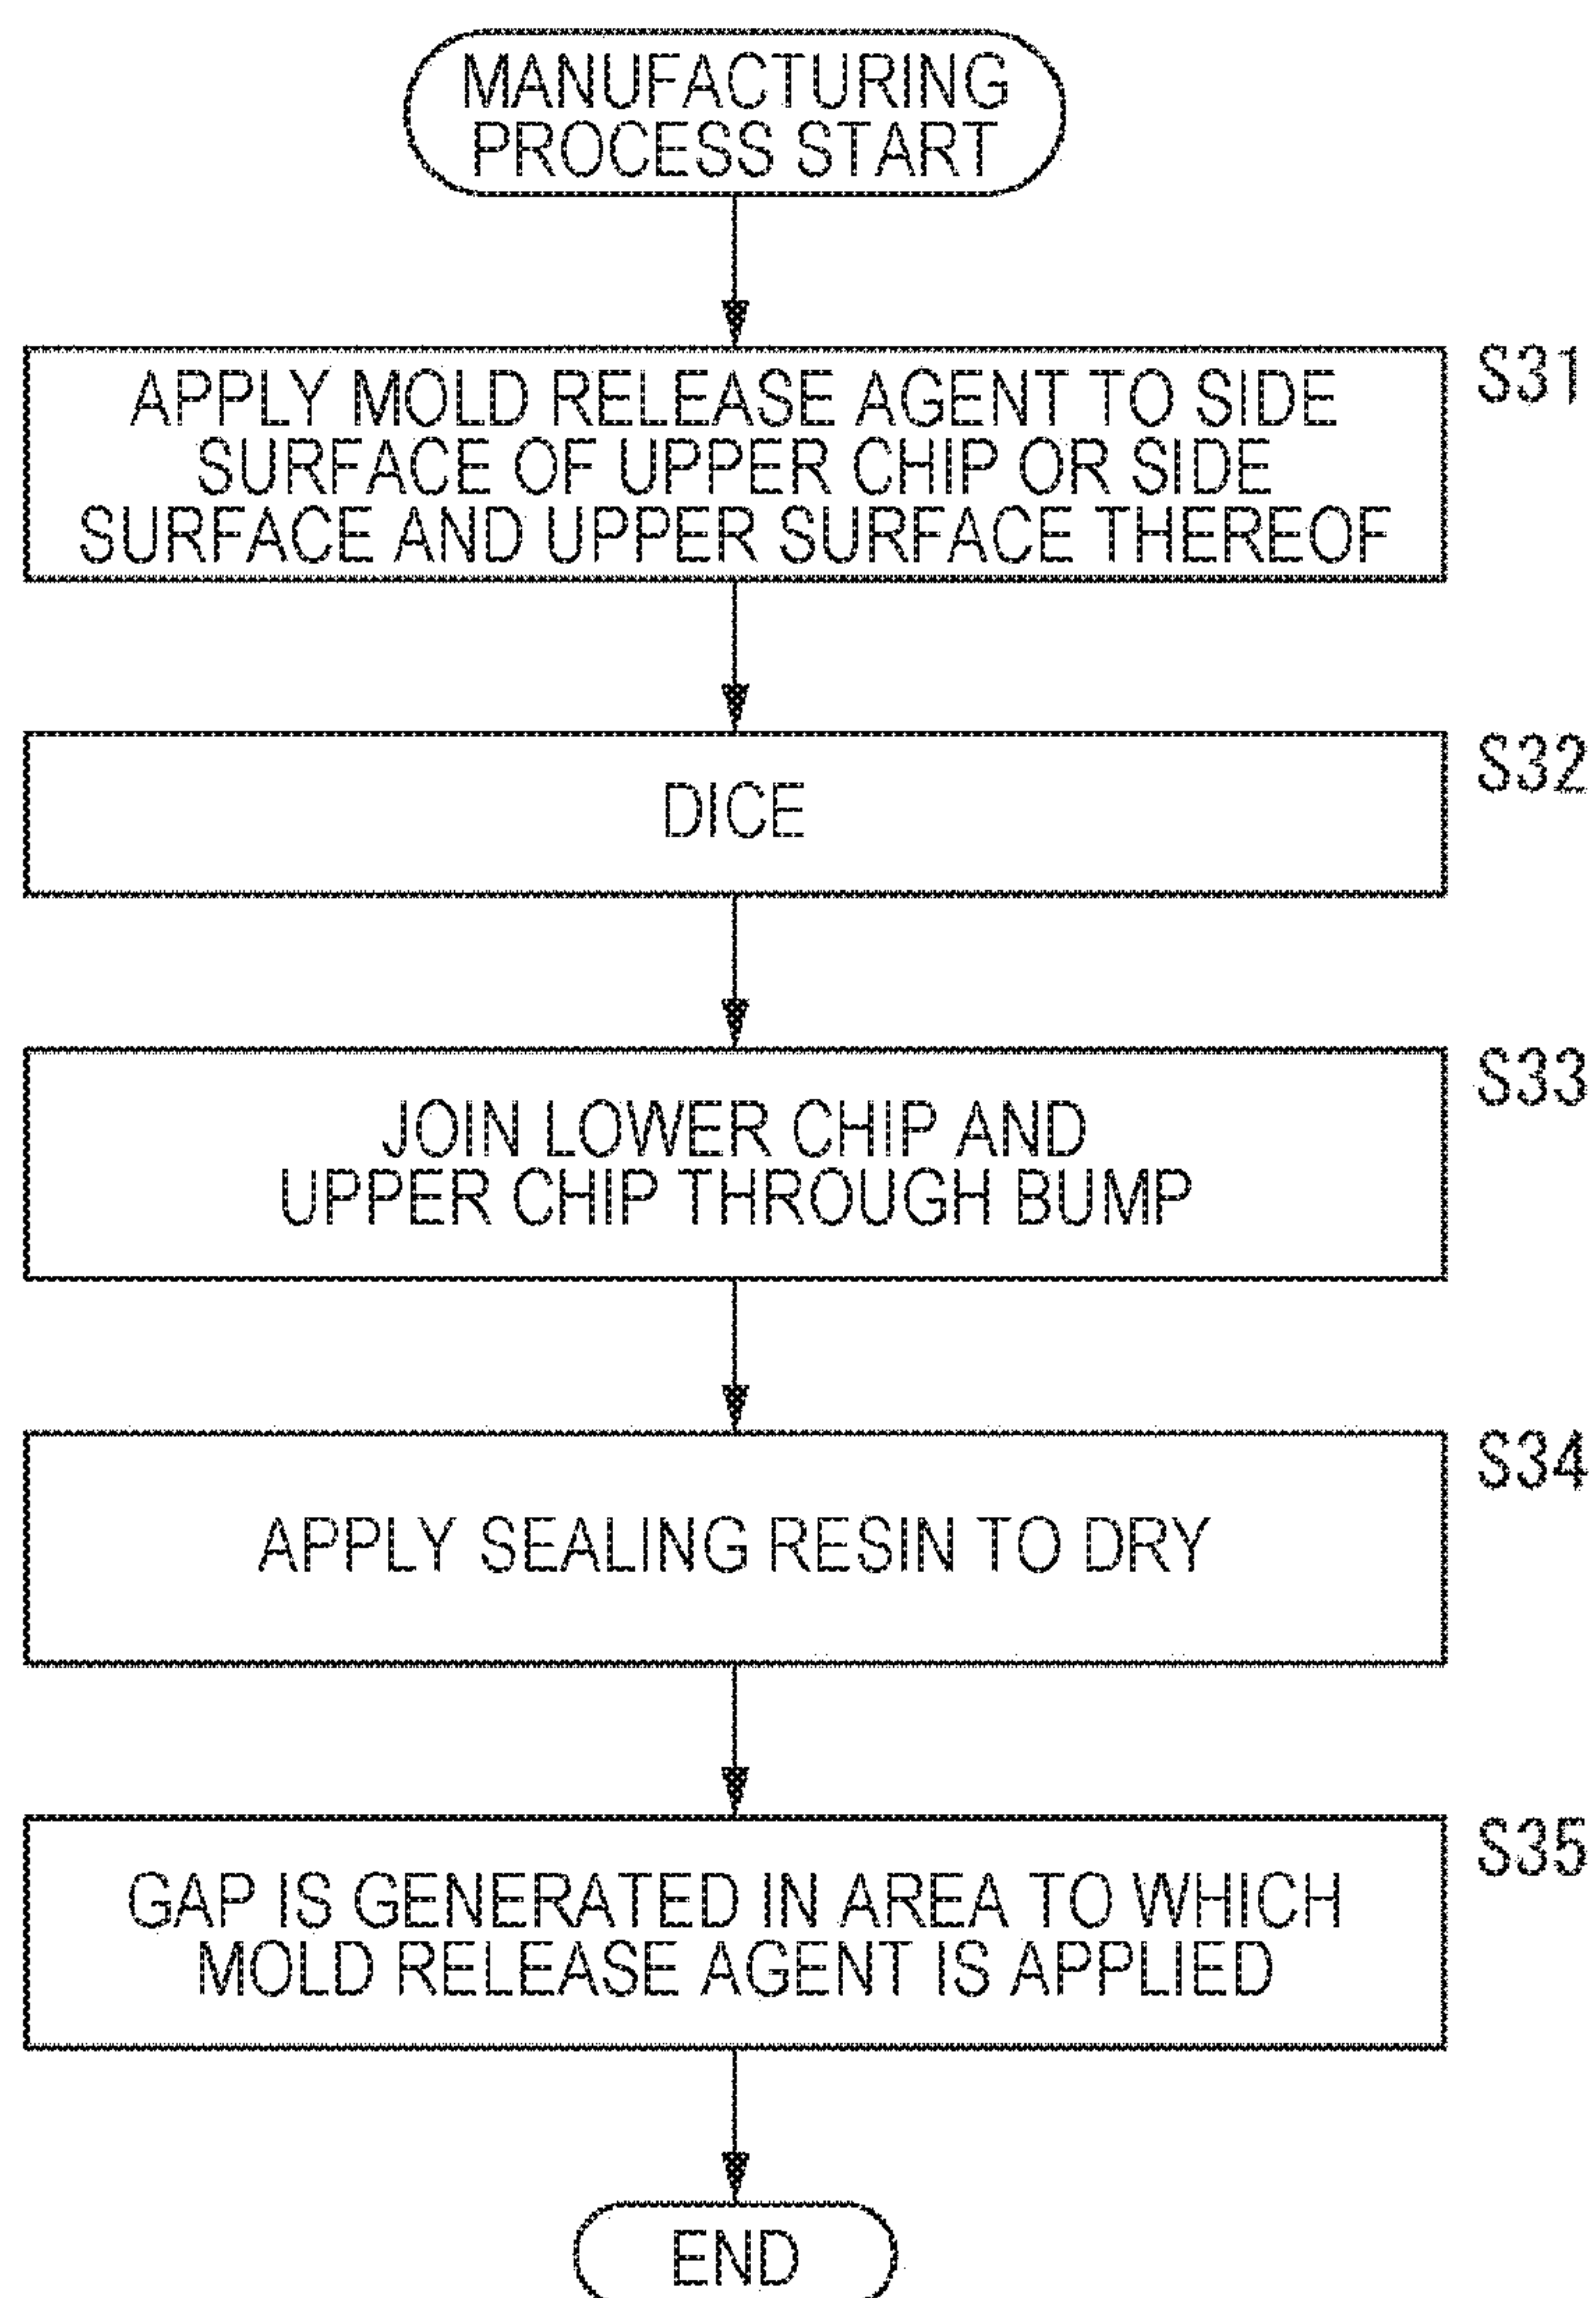 MANUFACTURING
PROCESS START
S31
APPLY MOLD RELEASE AGENT TO SIDE
SURFACE OF UPPER CHIP OR SIDE
SURFACE AND UPPER SURFACE THEREOF
S32
DICE
S33
JOIN LOWER CHIP AND
UPPER CHIP THROUGH BUMP
S34
APPLY SEALING RESIN TO DRY
S35
GAP IS GENERATED IN AREA TO WHICH
MOLD RELEASE AGENT IS APPLIED
END